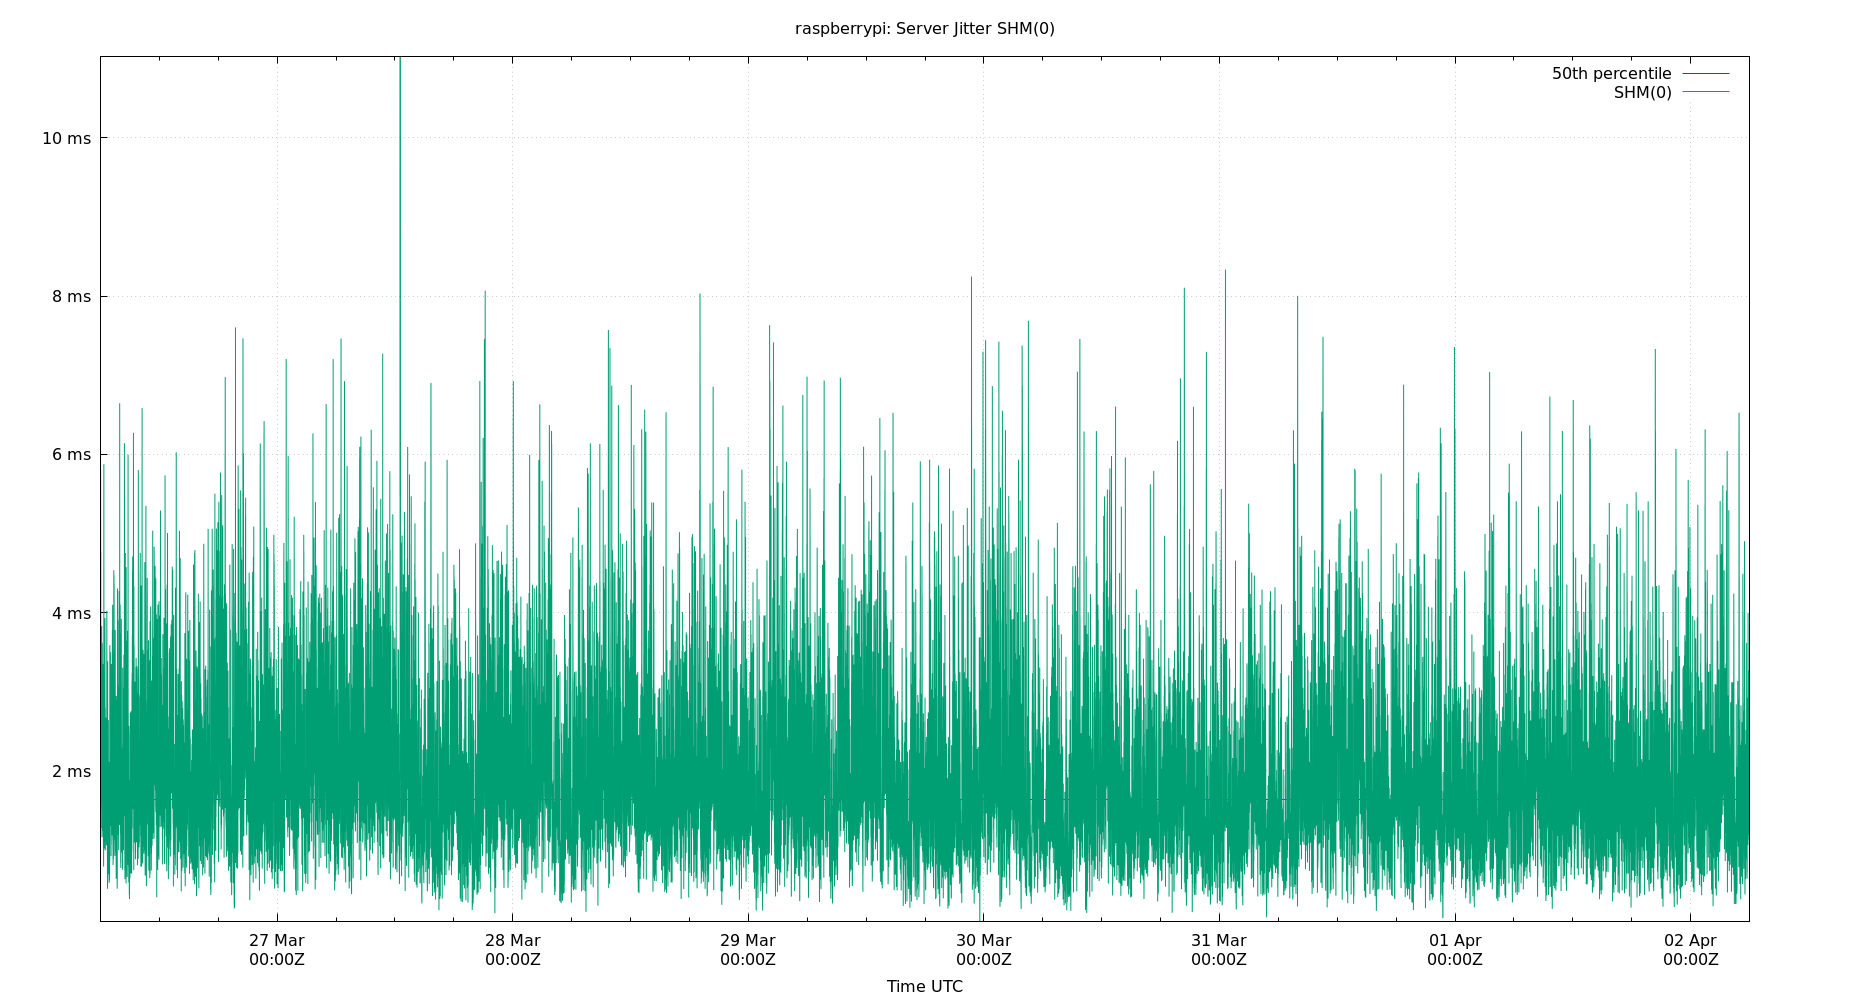 raspberrypi: Server Jitter SHM(0)
50th percentile
SHM(0)
10 ms
8 ms
6 ms
4 ms
2 ms
27 Mar 28 Mar 29 Mar 30 Mar 31 Mar 01 Apr 02 Apr
00:00Z 00:00Z 00:00Z 00:00Z 00:00Z 00:00Z 00:00Z
Time UTC